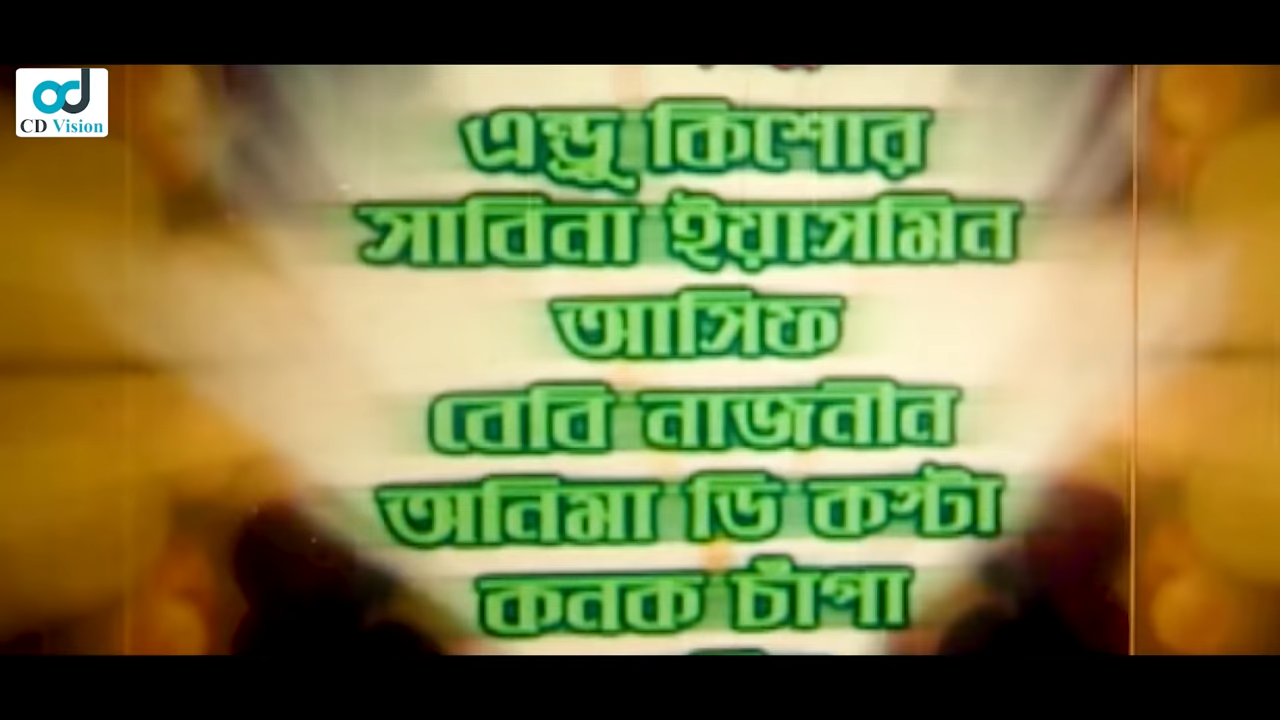 CD Vision
এন্ড্রু কিশোর
সাবিনা ইয়াসমিন
আসিফ
বেবি নাজনীন
অনিমা ডি কস্টা
কনক চাঁপা